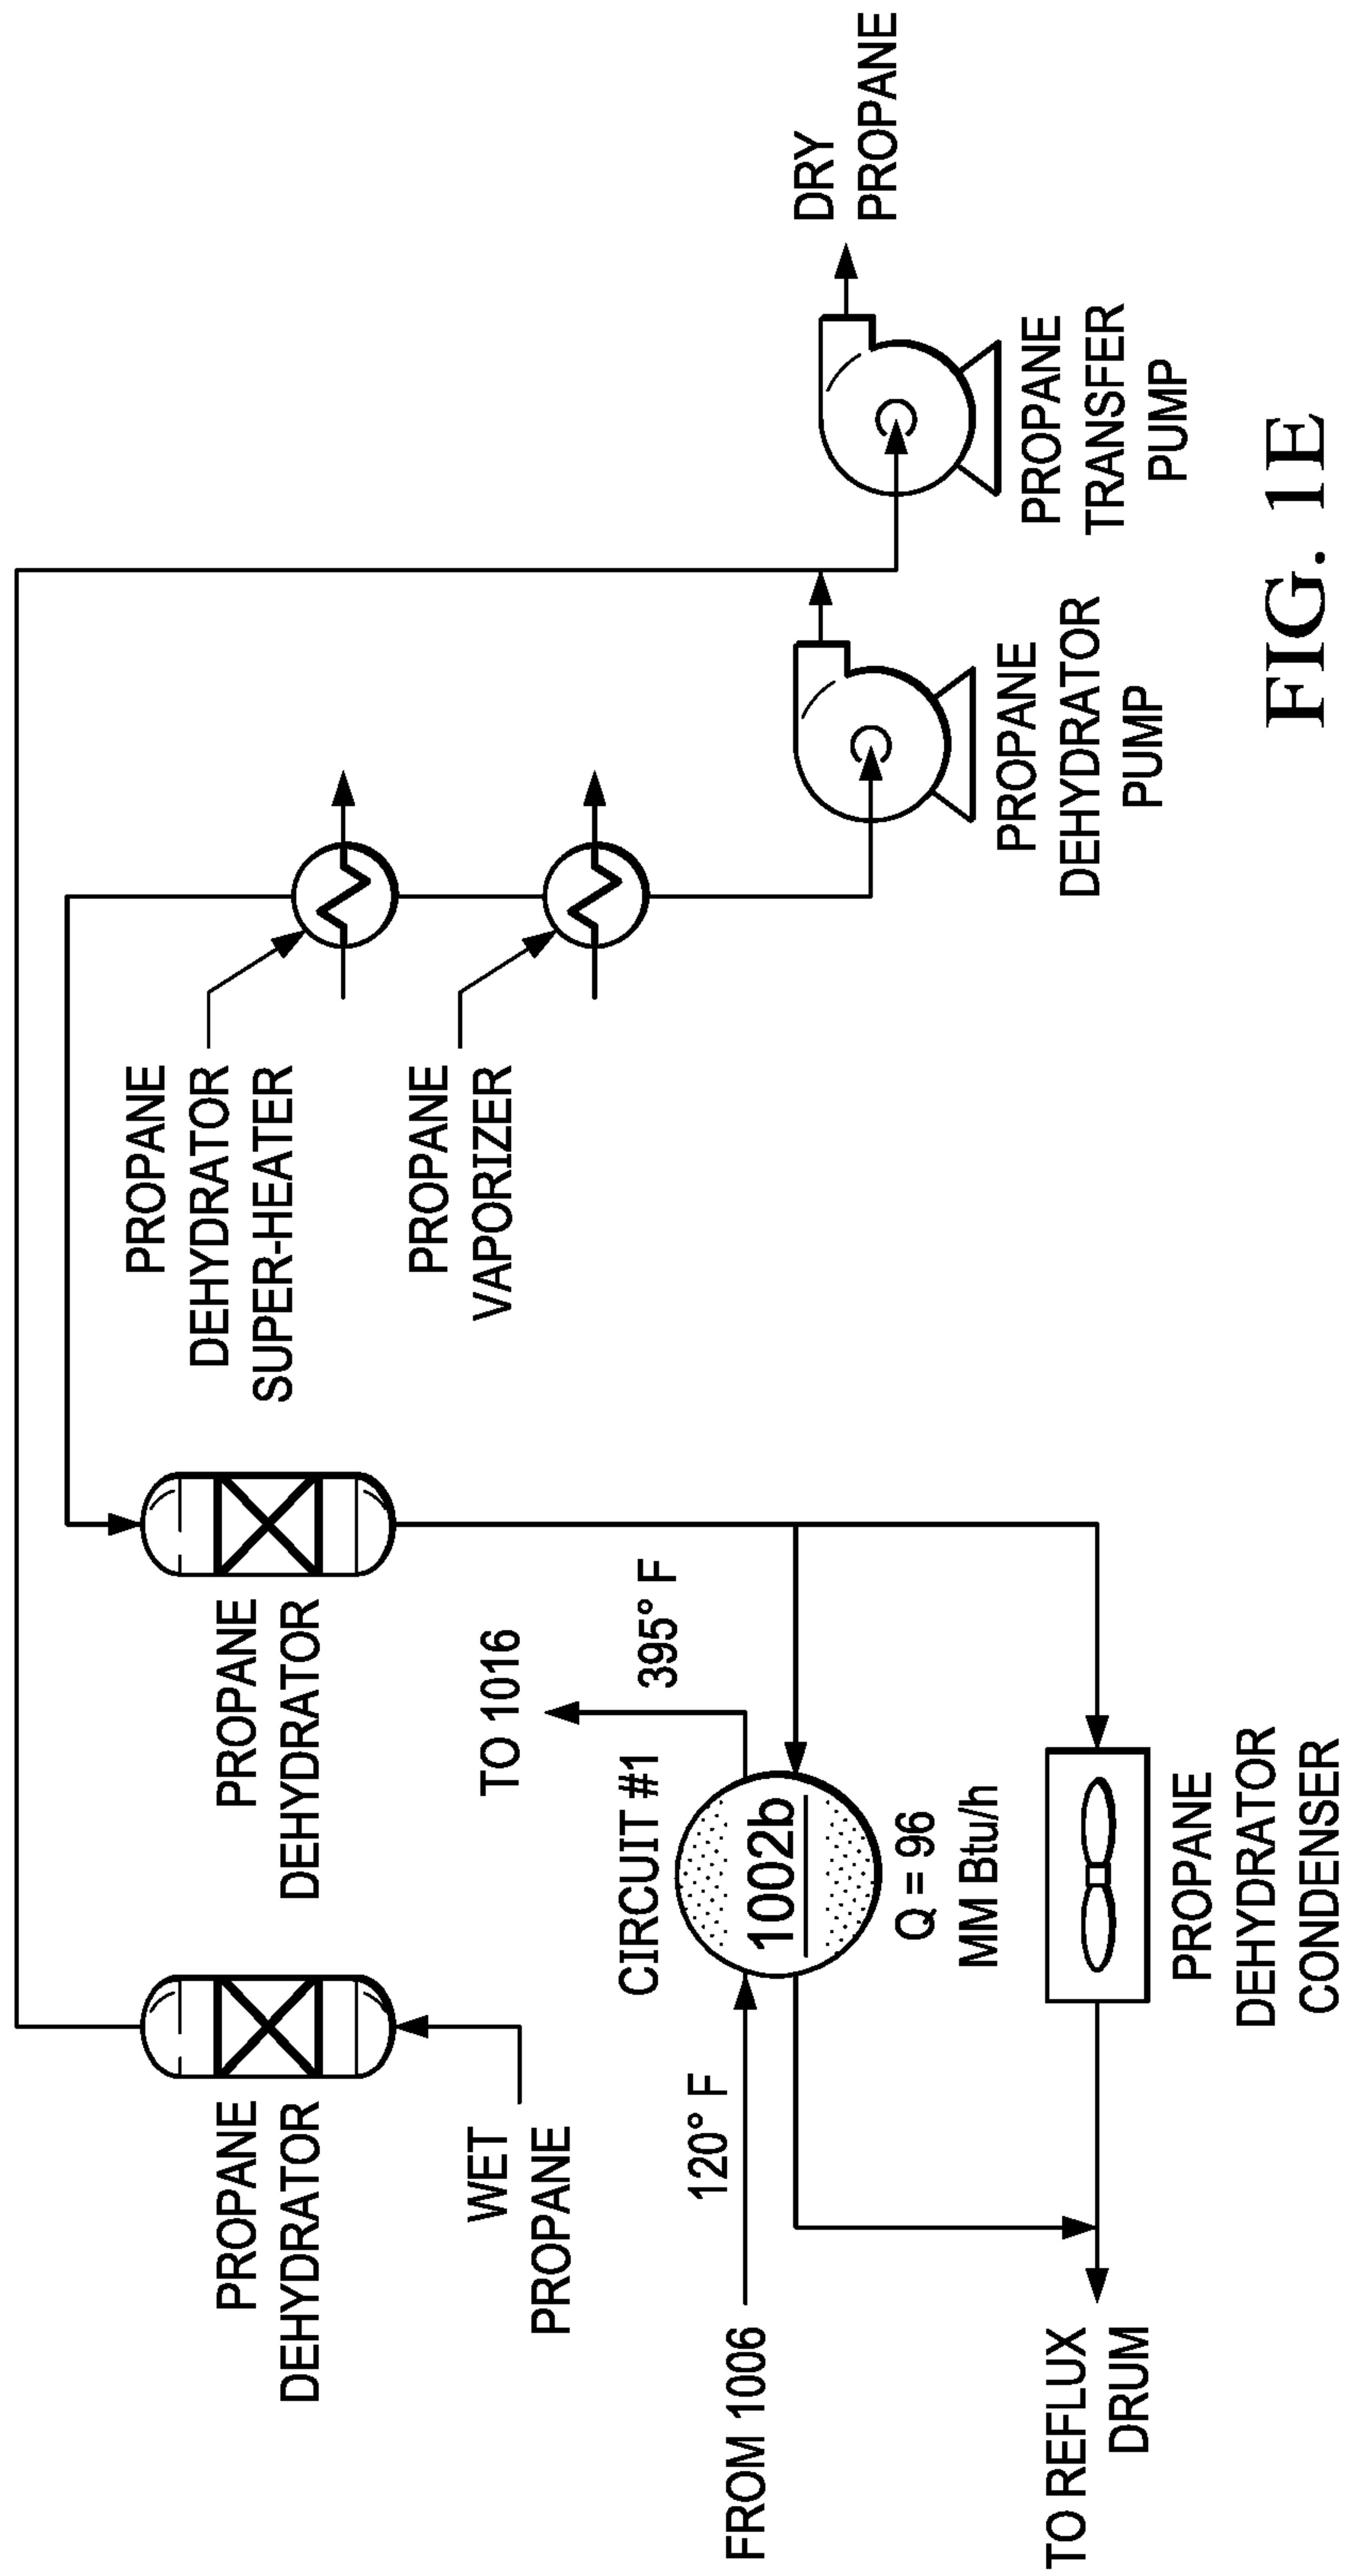 PROPANE
DEHYDRATOR
WET
PROPANE
PROPANE
DEHYDRATOR
PROPANE
DEHYDRATOR
SUPER-HEATER
PROPANE
VAPORIZER
TO 1016
395° F
CIRCUIT #1
120° F
FROM 1006
1002b
Q = 96
MM Btu/h
TO REFLUX
DRUM
PROPANE
DEHYDRATOR
CONDENSER
PROPANE
DEHYDRATOR
PUMP
PROPANE
TRANSFER
PUMP
DRY
PROPANE
FIG. 1E